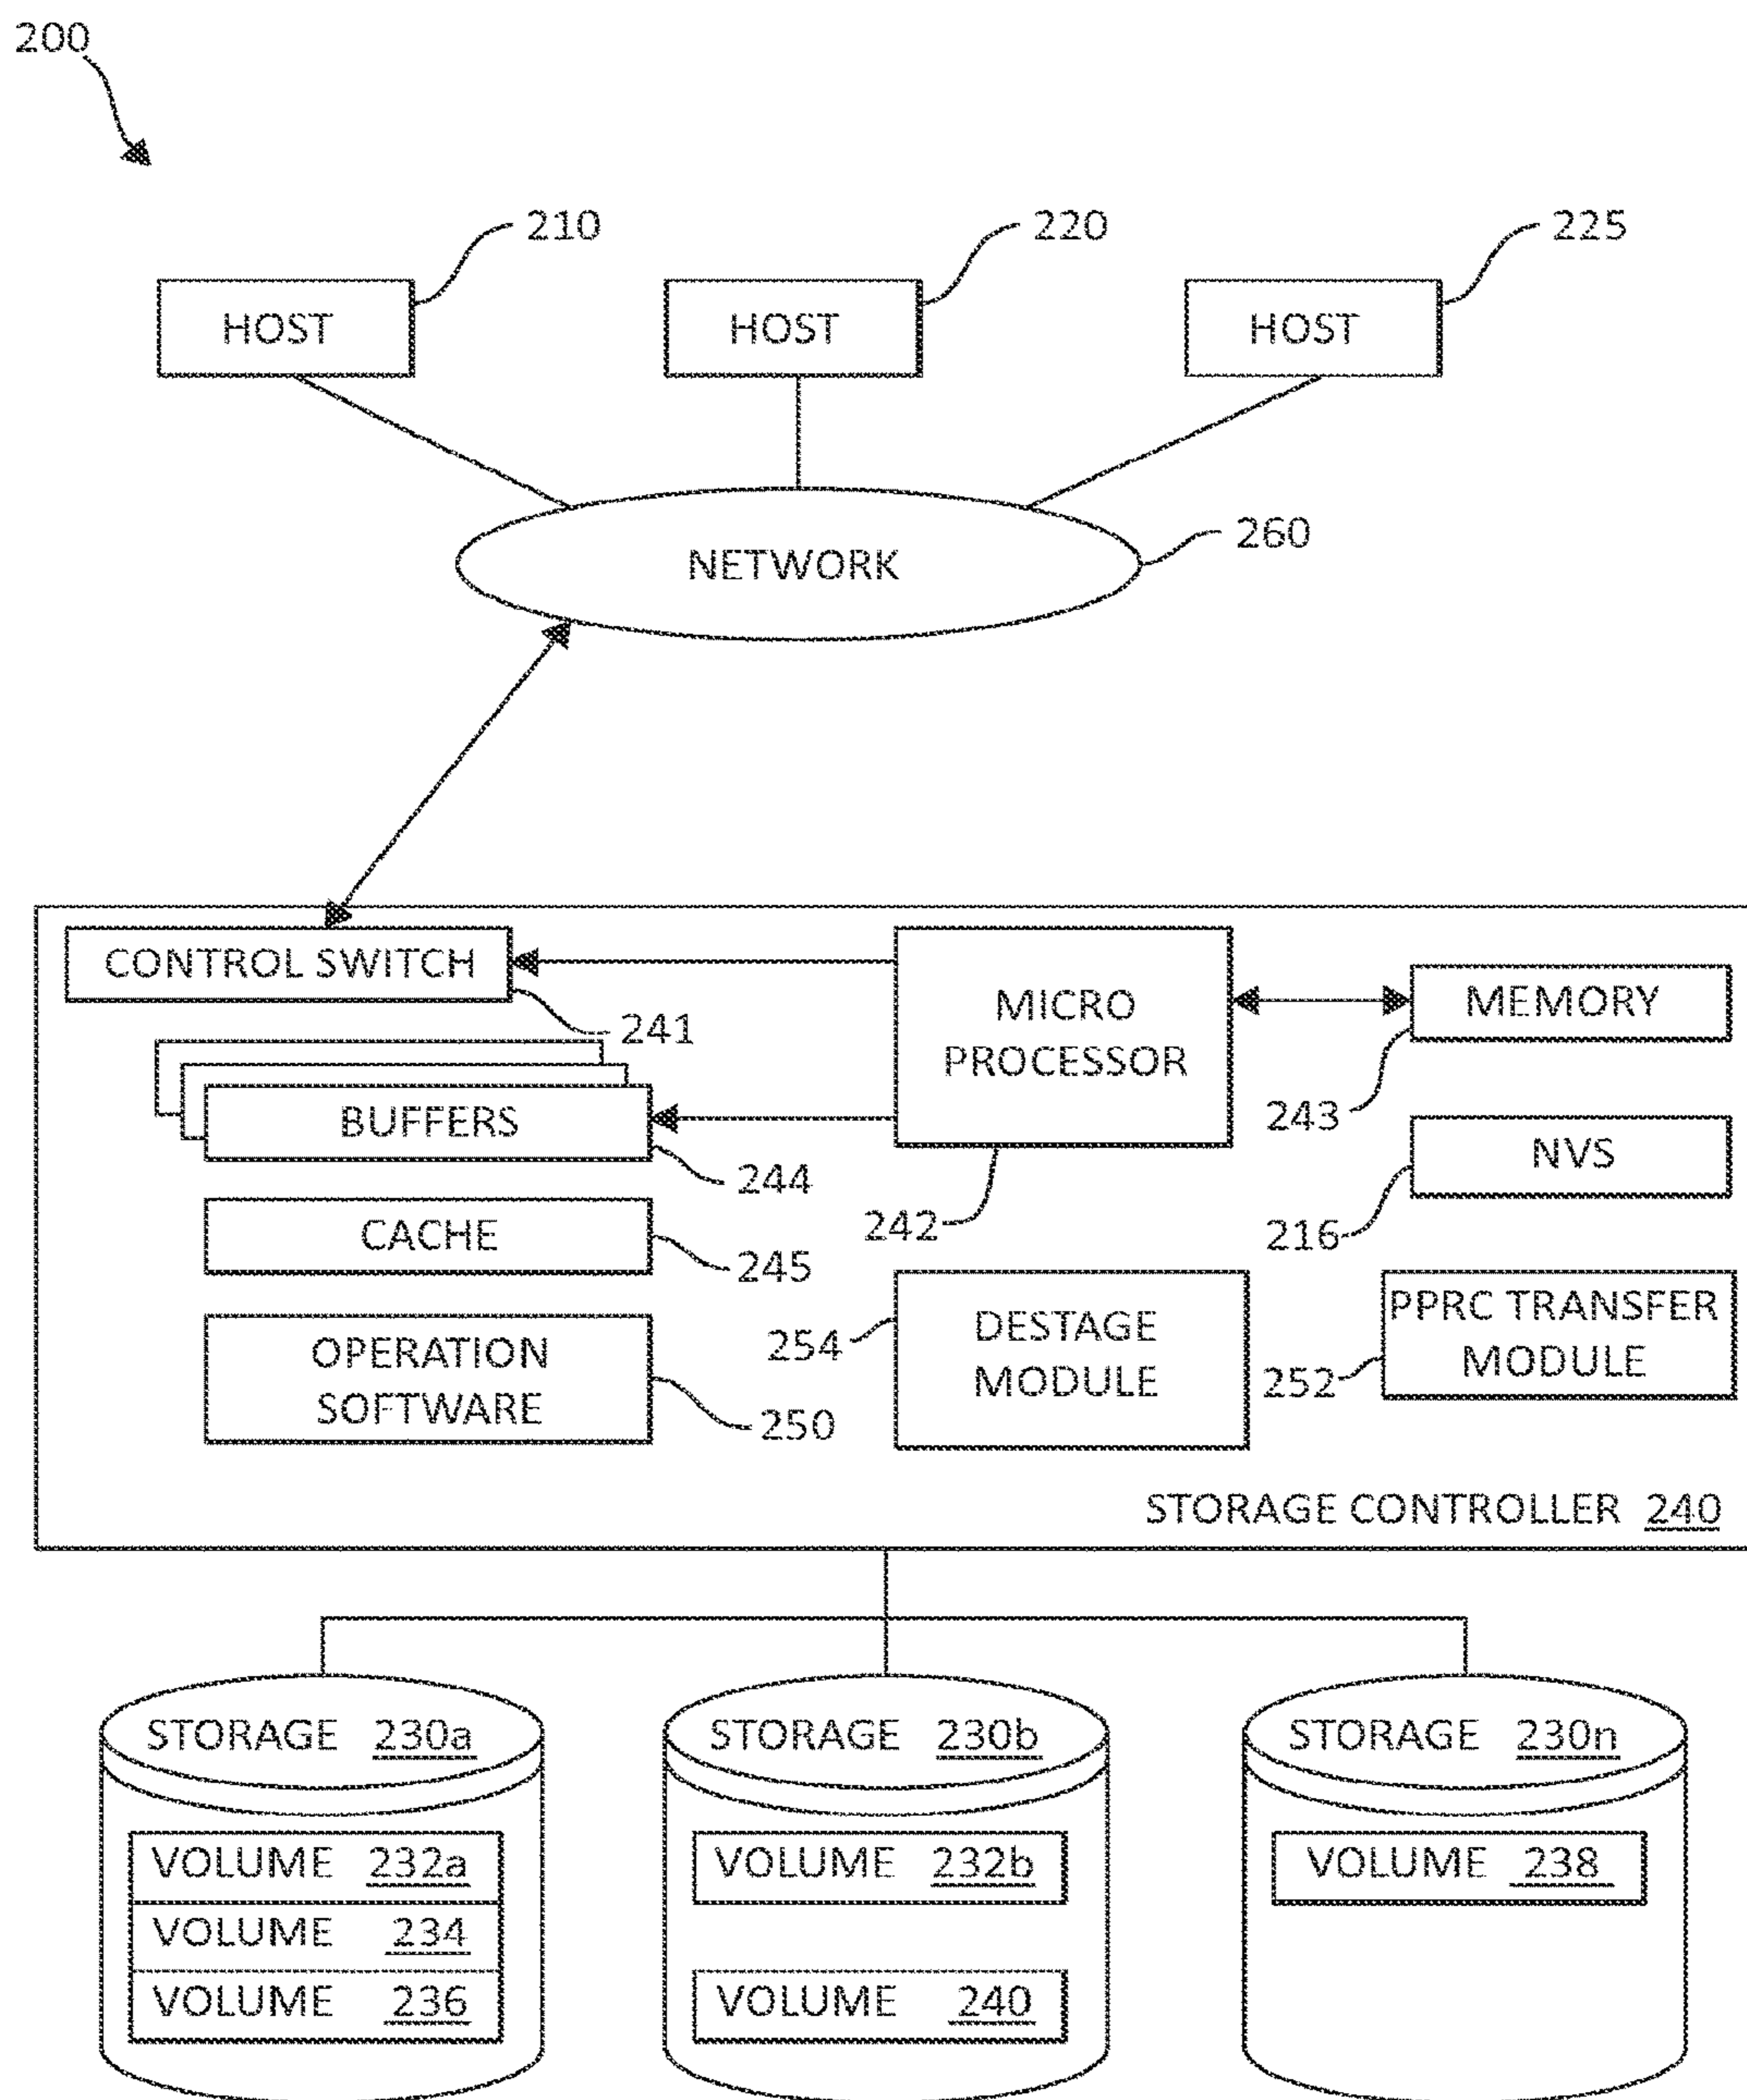 200
210
220
225
HOST
HOST
HOST
260
NETWORK
CONTROL SWITCH
241
BUFFERS
244
CACHE
245
OPERATION
SOFTWARE
250
MICRO
PROCESSOR
242
MEMORY
243
NVS
216
254
DESTAGE
MODULE
PPRC TRANSFER
MODULE
252
STORAGE CONTROLLER 240
STORAGE 230a
VOLUME 232a
VOLUME 234
VOLUME 236
STORAGE 230b
VOLUME 232b
VOLUME 240
STORAGE 230n
VOLUME 238